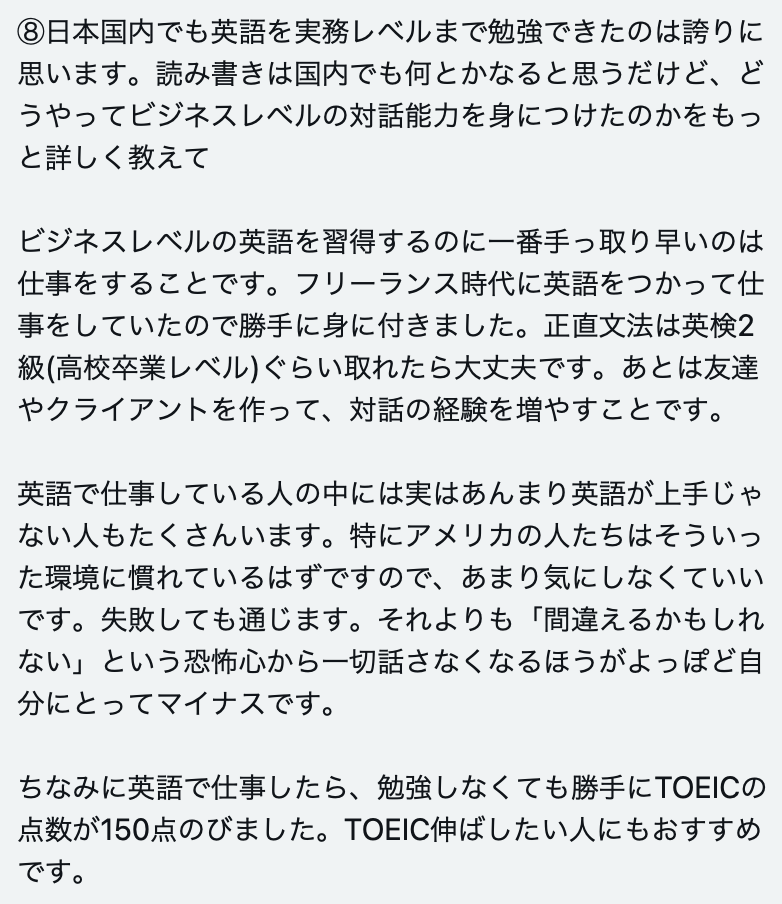 ⑧日本国内でも英語を実務レベルまで勉強できたのは誇りに
思います。読み書きは国内でも何とかなると思うだけど、ど
うやってビジネスレベルの対話能力を身につけたのかをもっ
と詳しく教えて
ビジネスレベルの英語を習得するのに一番手っ取り早いのは
仕事をすることです。フリーランス時代に英語をつかって仕
事をしていたので勝手に身に付きました。正直文法は英検2
級(高校卒業レベル)ぐらい取れたら大丈夫です。あとは友達
やクライアントを作って、対話の経験を増やすことです。
英語で仕事している人の中には実はあんまり英語が上手じゃ
ない人もたくさんいます。特にアメリカの人たちはそういっ
た環境に慣れているはずですので、あまり気にしなくていい
です。失敗しても通じます。それよりも「間違えるかもしれ
ない」という恐怖心から一切話さなくなるほうがよっぽど自
分にとってマイナスです。
ちなみに英語で仕事したら、勉強しなくても勝手にTOEICの
点数が150点のびました。TOEIC伸ばしたい人にもおすすめ
です。